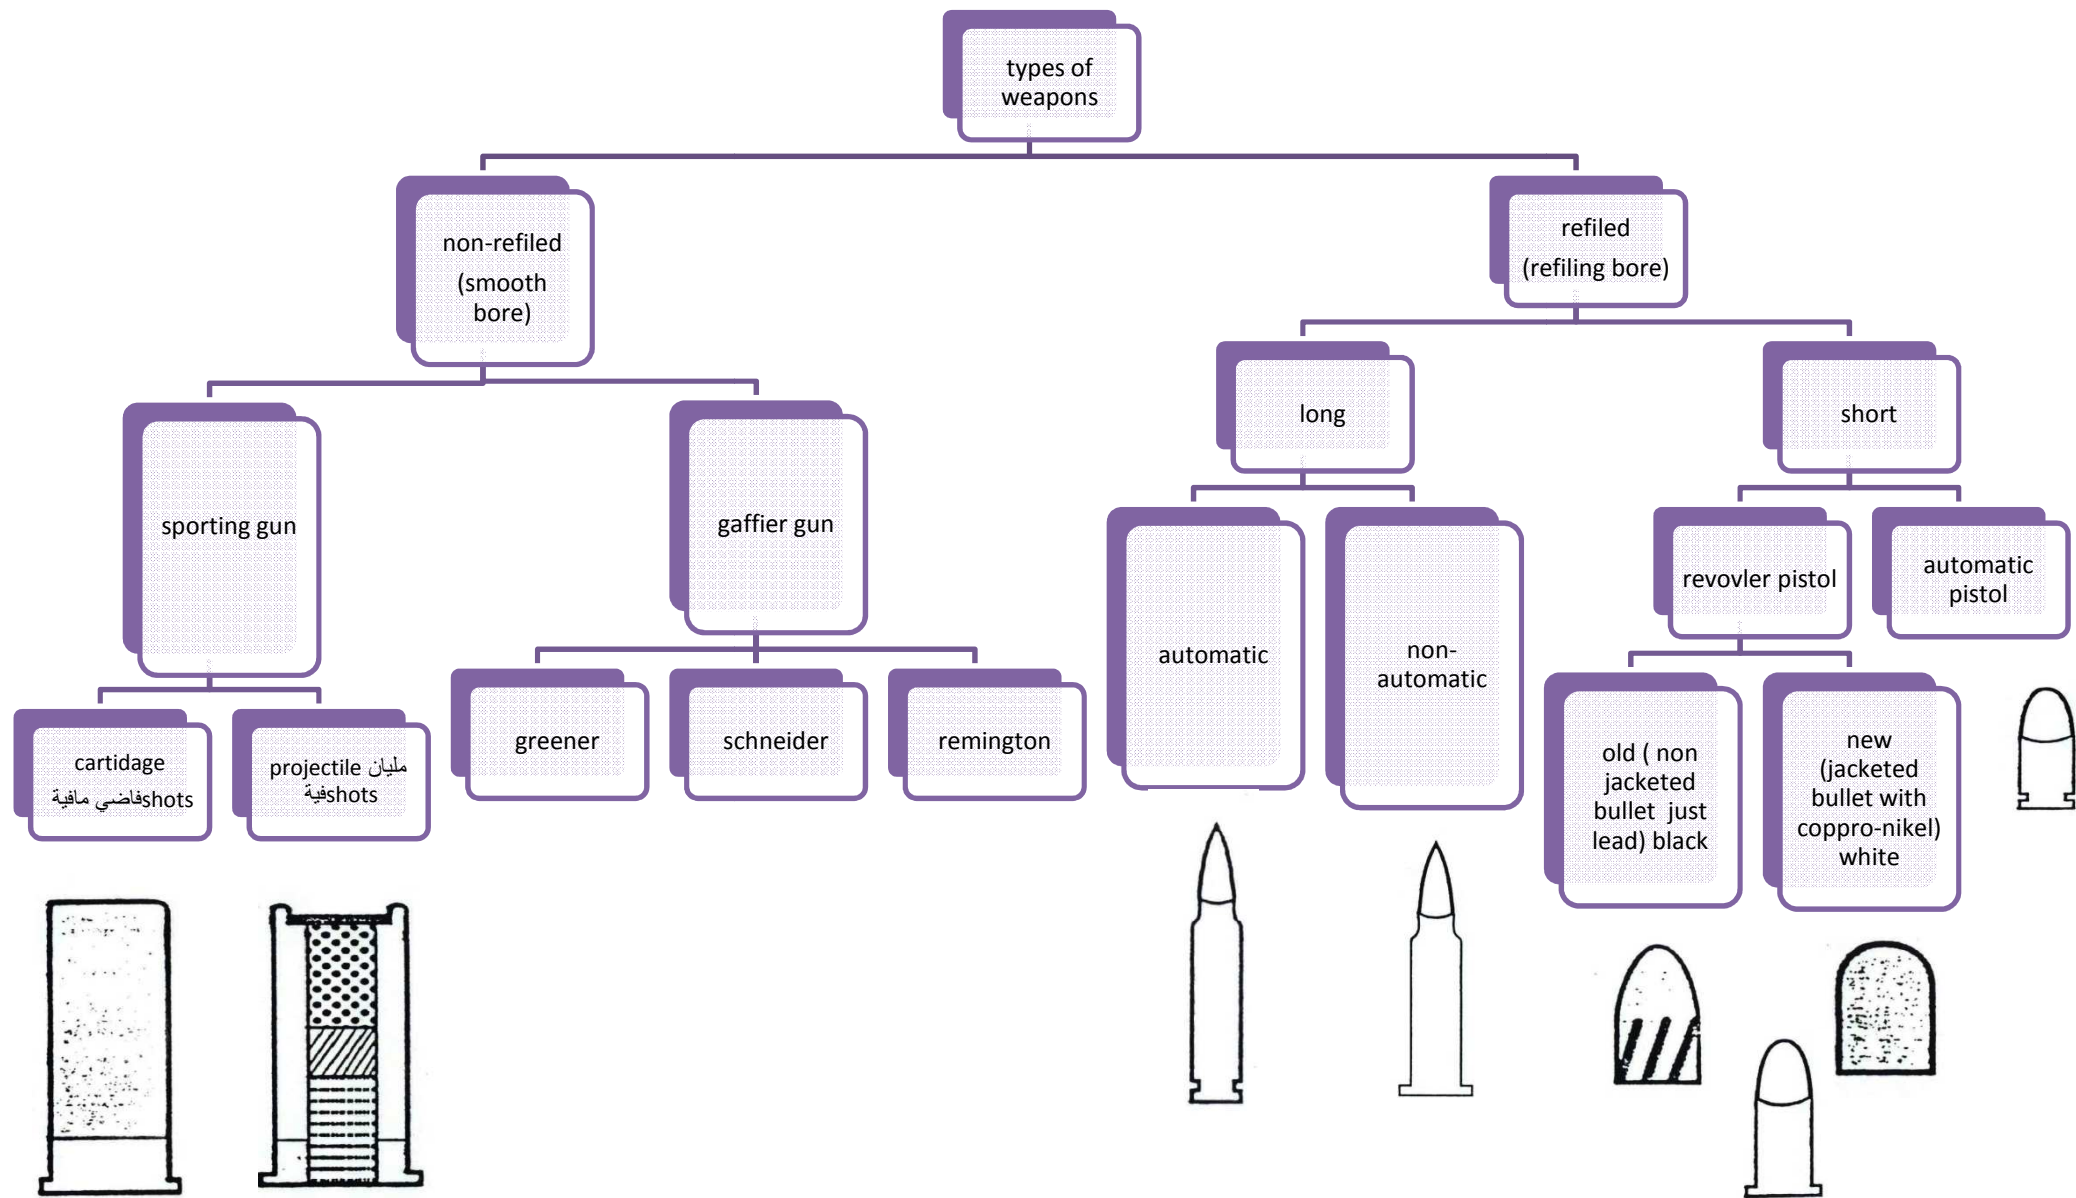 types of
weapons
non-refiled
(smooth
bore)
refiled
(refiling bore)
sporting gun
gaffier gun
long
short
cartidage
فاضي مافيةshots
projectile مليان
فيةshots
greener
schneider
remington
automatic
non-
automatic
revovler pistol
automatic
pistol
old ( non
jacketed
bullet just
lead) black
new
(jacketed
bullet with
coppro-nikel)
white